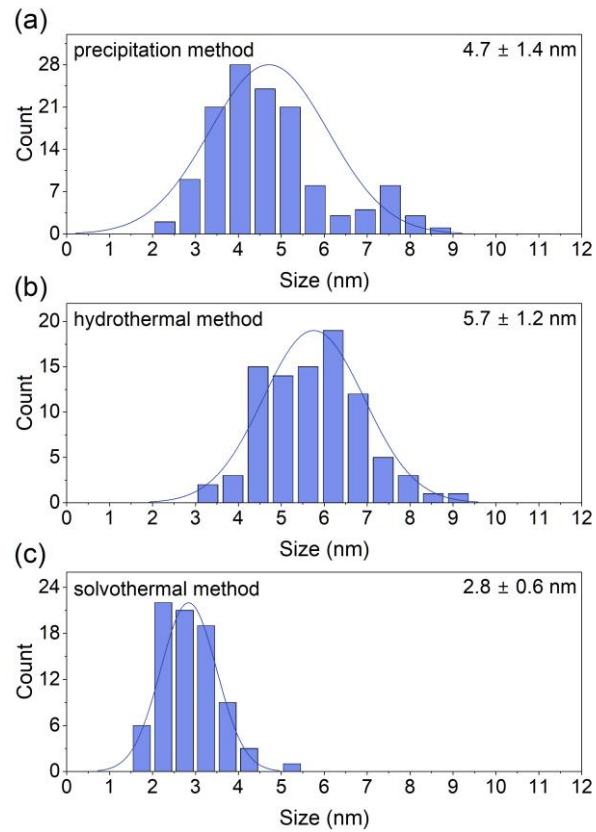 (a)
precipitation method 4.7 ± 1.4 nm
28
21
14
7
0
Count
0 1 2 3 4 5 6 7 8 9 10 11 12
Size (nm)
(b)
hydrothermal method 5.7 ± 1.2 nm
20
15
10
5
0
Count
0 1 2 3 4 5 6 7 8 9 10 11 12
Size (nm)
(c)
solvothermal method 2.8 ± 0.6 nm
24
18
12
6
0
Count
0 1 2 3 4 5 6 7 8 9 10 11 12
Size (nm)